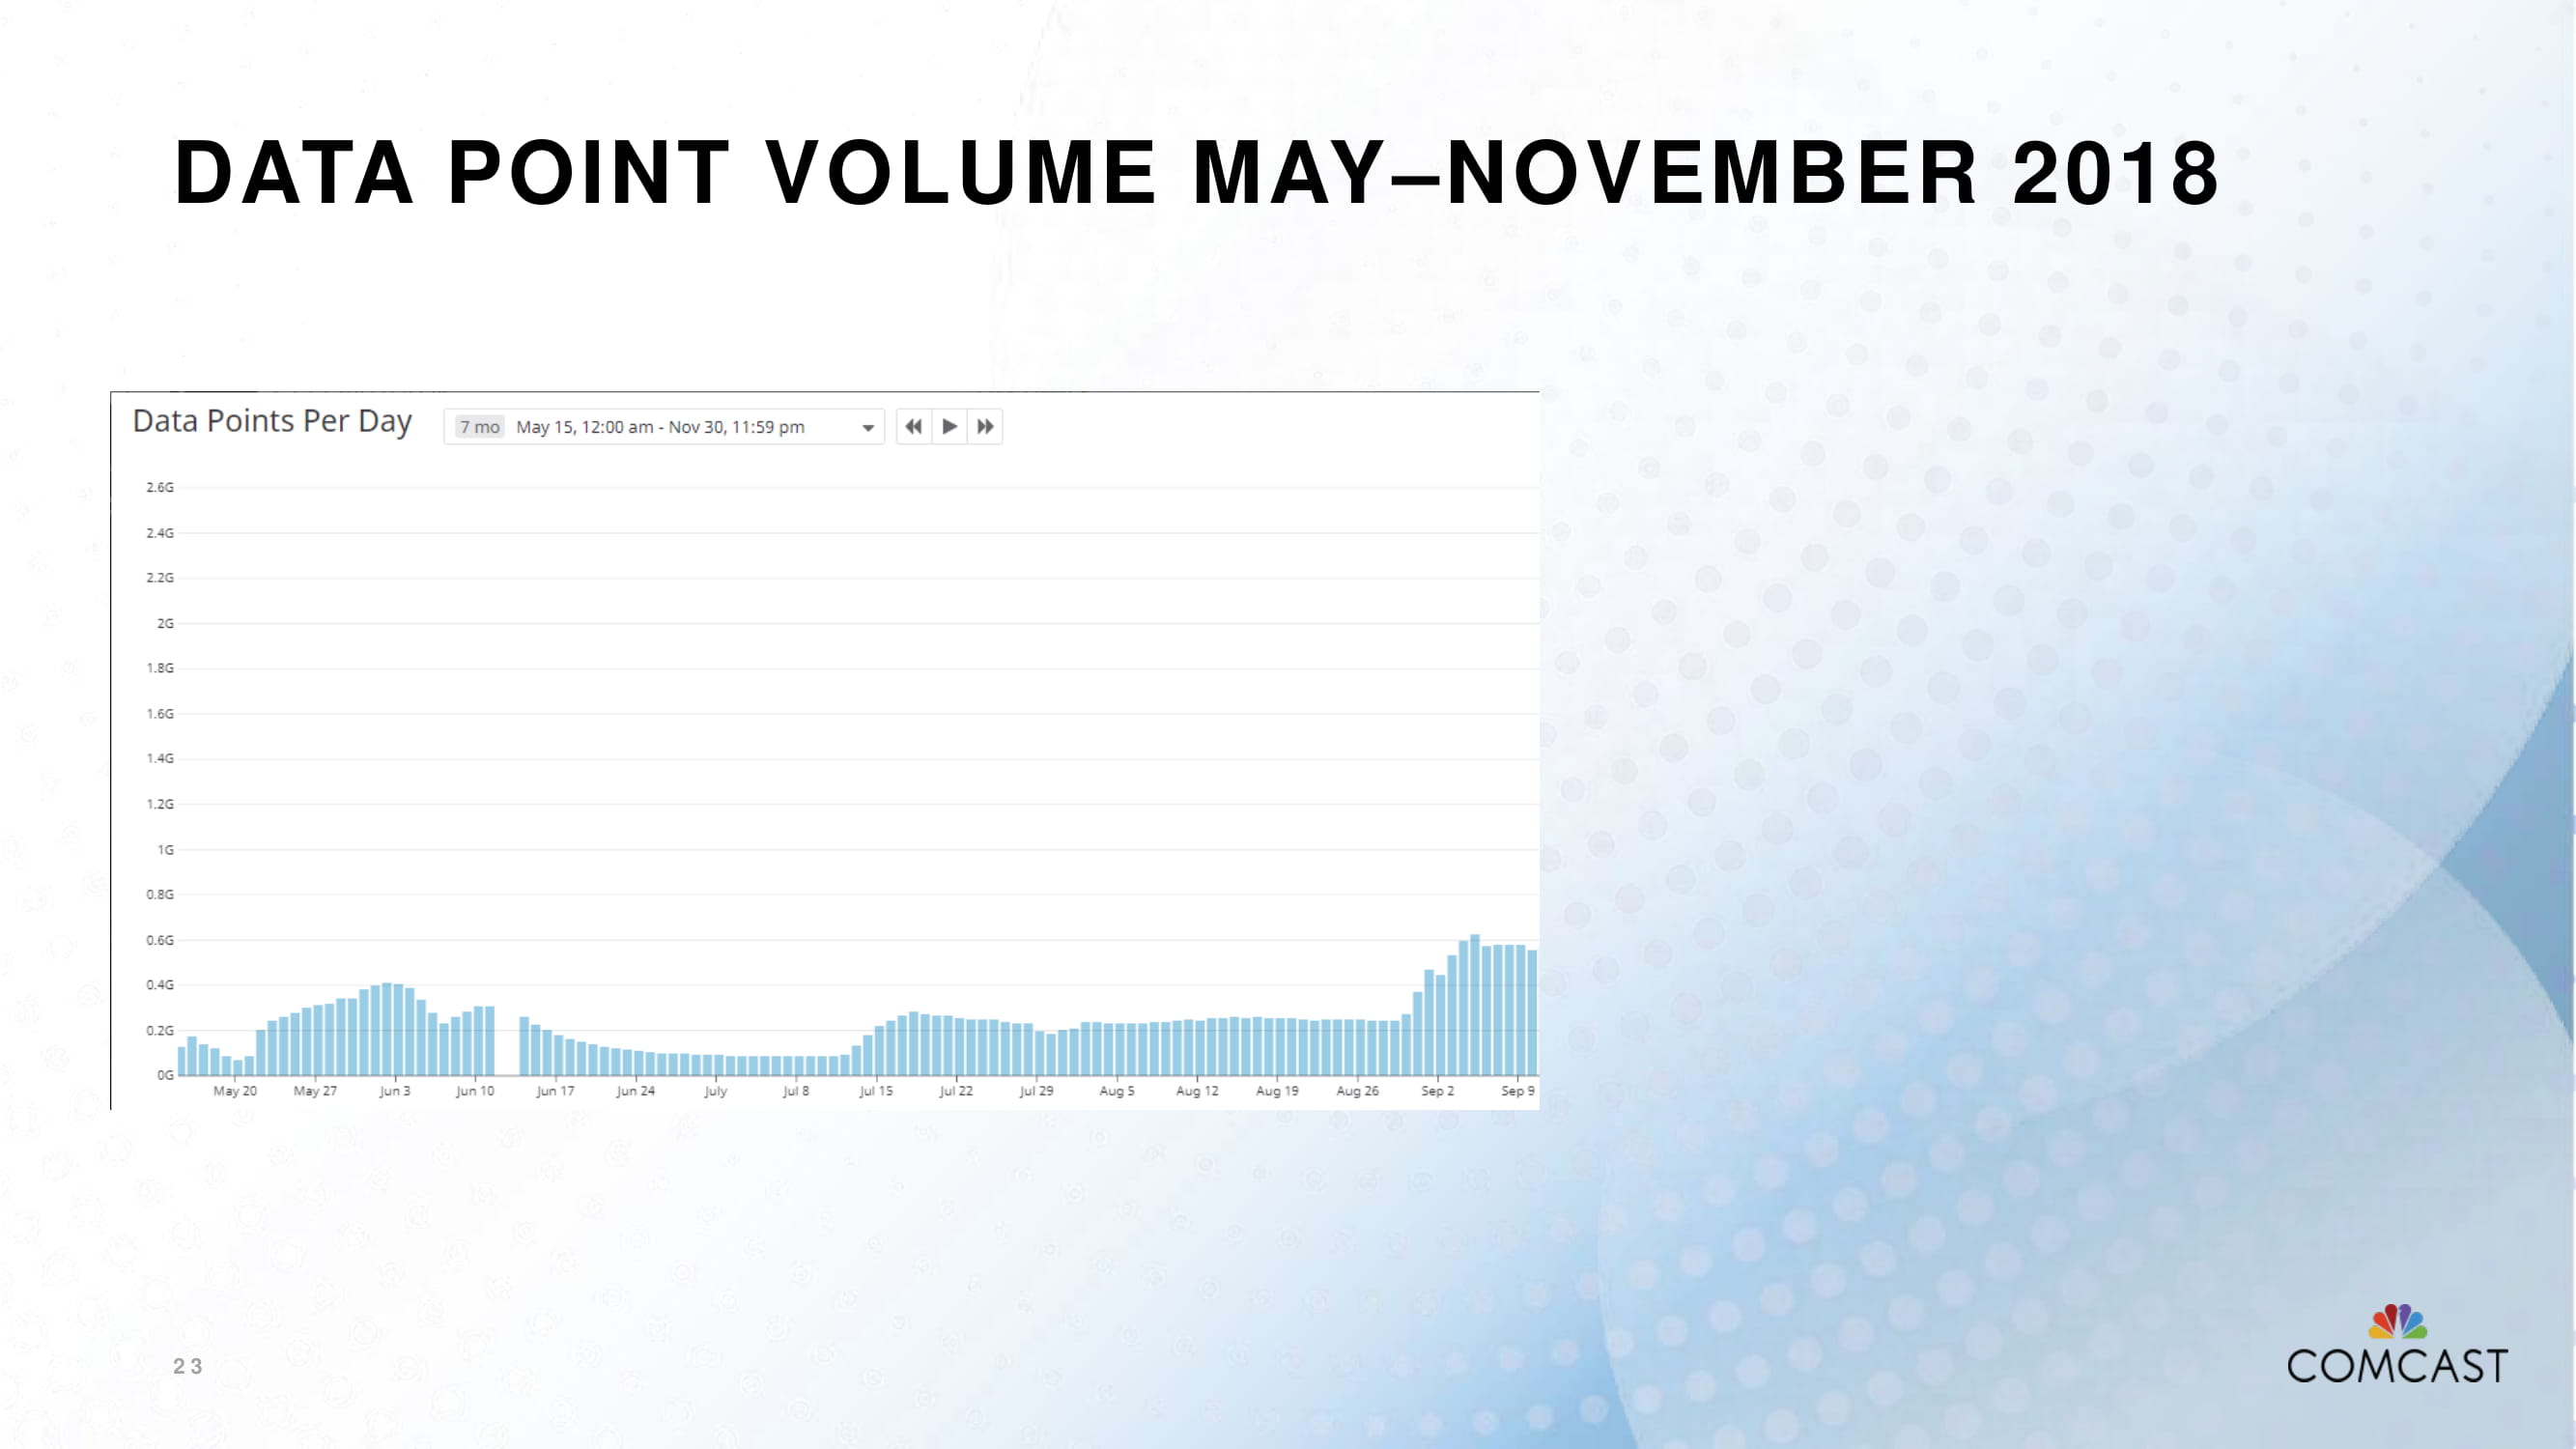 DATA POINT VOLUME MAY–NOVEMBER 2018
Data Points Per Day
7 mo May 15, 12:00 am - Nov 30, 11:59 pm
2.6G
2.4G
2.2G
2G
1.8G
1.6G
1.4G
1.2G
1G
0.8G
0.6G
0.4G
0.2G
0G
May 20 May 27 Jun 3 Jun 10 Jun 17 Jun 24 July Jul 8 Jul 15 Jul 22 Jul 29 Aug 5 Aug 12 Aug 19 Aug 26 Sep 2 Sep 9
23
COMCAST